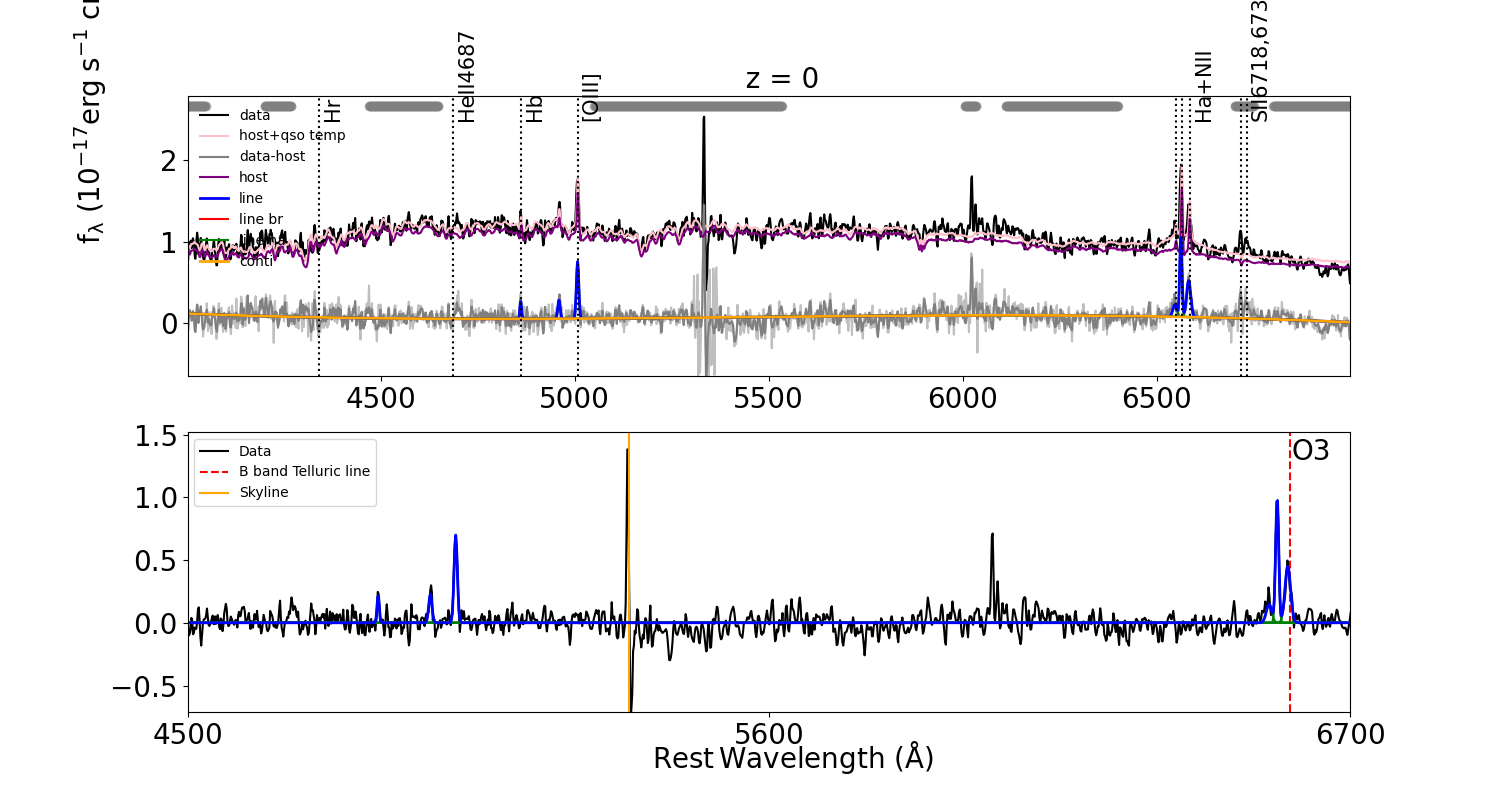 z = 0
f_λ (10^−17 erg s^−1
Hr
HeII4687
Hb
[OIII]
Ha+NII
SII6718,673
data
host+qso temp
data-host
host
line
line br
conti
2
1
0
4500 5000 5500 6000 6500
Data
B band Telluric line
Skyline
O3
1.5
1.0
0.5
0.0
−0.5
4500 5600 6700
Rest Wavelength (Å)